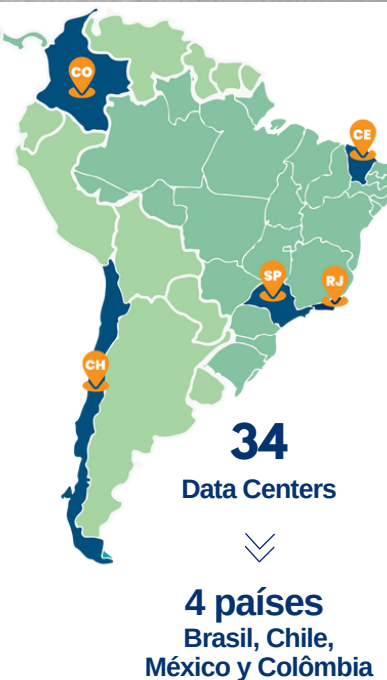 CO
CE
SP
RJ
CH
34
Data Centers
4 países
Brasil, Chile,
México y Colômbia